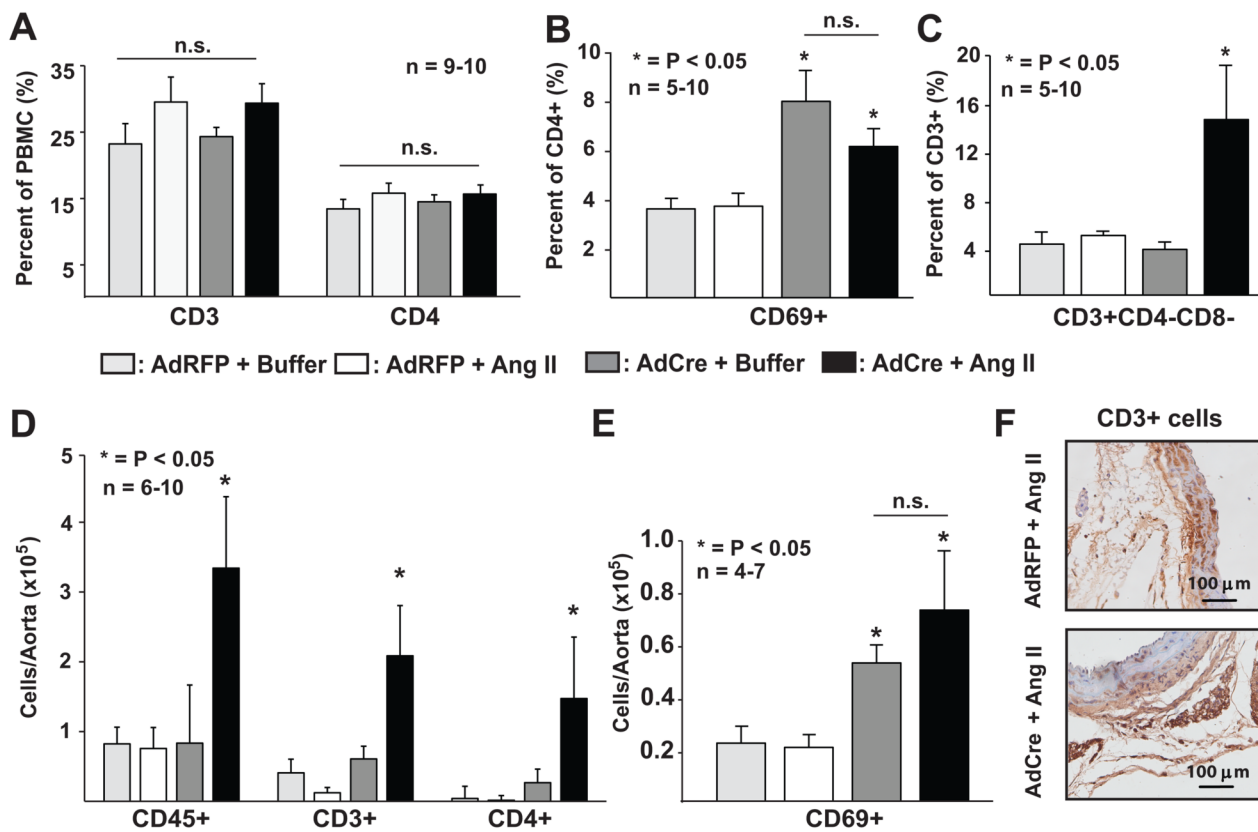 A
n.s.
n = 9-10
Percent of PBMC (%)
35
25
15
5
n.s.
CD3
CD4
B
n.s.
* = P < 0.05
n = 5-10
Percent of CD4+ (%)
10
8
6
4
2
*
*
CD69+
C
* = P < 0.05
n = 5-10
Percent of CD3+ (%)
20
16
12
8
4
*
CD3+CD4-CD8-
: AdRFP + Buffer
: AdRFP + Ang II
: AdCre + Buffer
: AdCre + Ang II
D
* = P < 0.05
n = 6-10
Cells/Aorta (x10⁵)
5
4
3
2
1
*
*
*
CD45+
CD3+
CD4+
E
n.s.
* = P < 0.05
n = 4-7
Cells/Aorta (x10⁵)
1.0
0.8
0.6
0.4
0.2
*
*
CD69+
F
CD3+ cells
AdRFP + Ang II
100 µm
AdCre + Ang II
100 µm